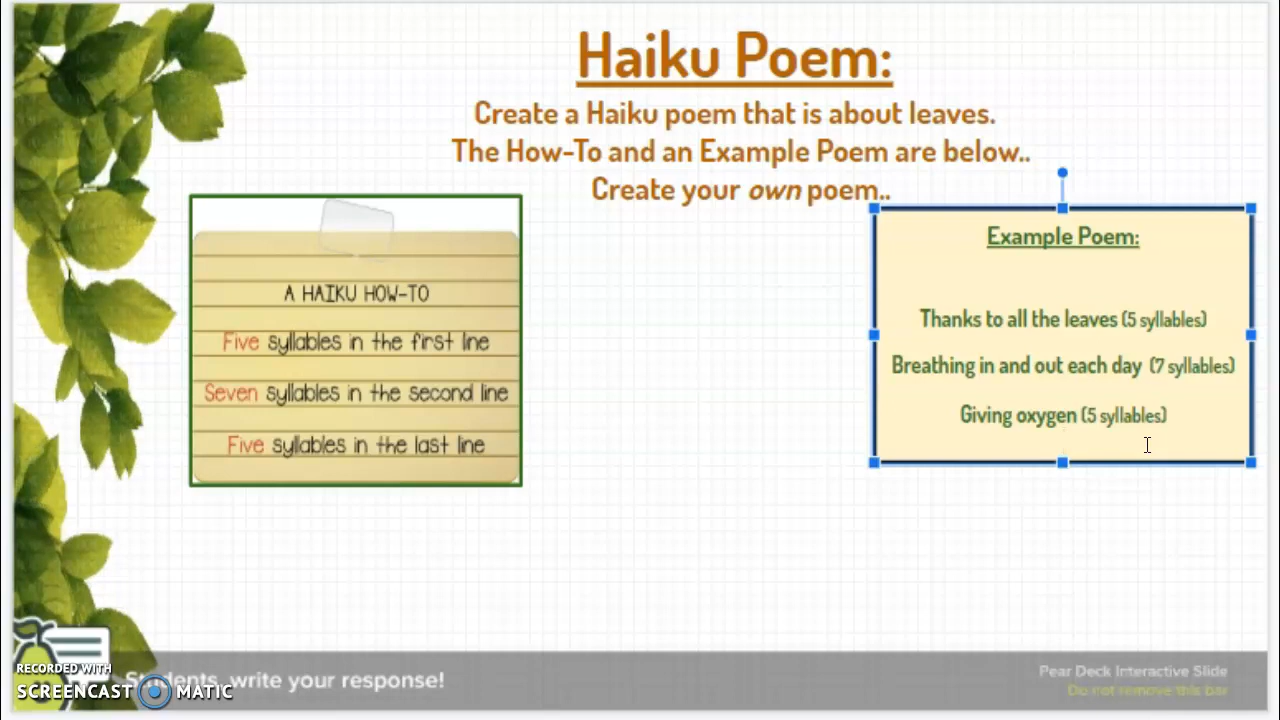 Haiku Poem:
Create a Haiku poem that is about leaves.
The How-To and an Example Poem are below..
Create your own poem..
A HAIKU HOW-TO
Five syllables in the first line
Seven syllables in the second line
Five syllables in the last line
Example Poem:
Thanks to all the leaves (5 syllables)
Breathing in and out each day (7 syllables)
Giving oxygen (5 syllables)
Students, write your response!
Pear Deck Interactive Slide
Do not remove this bar
RECORDED WITH
SCREENCAST MATIC